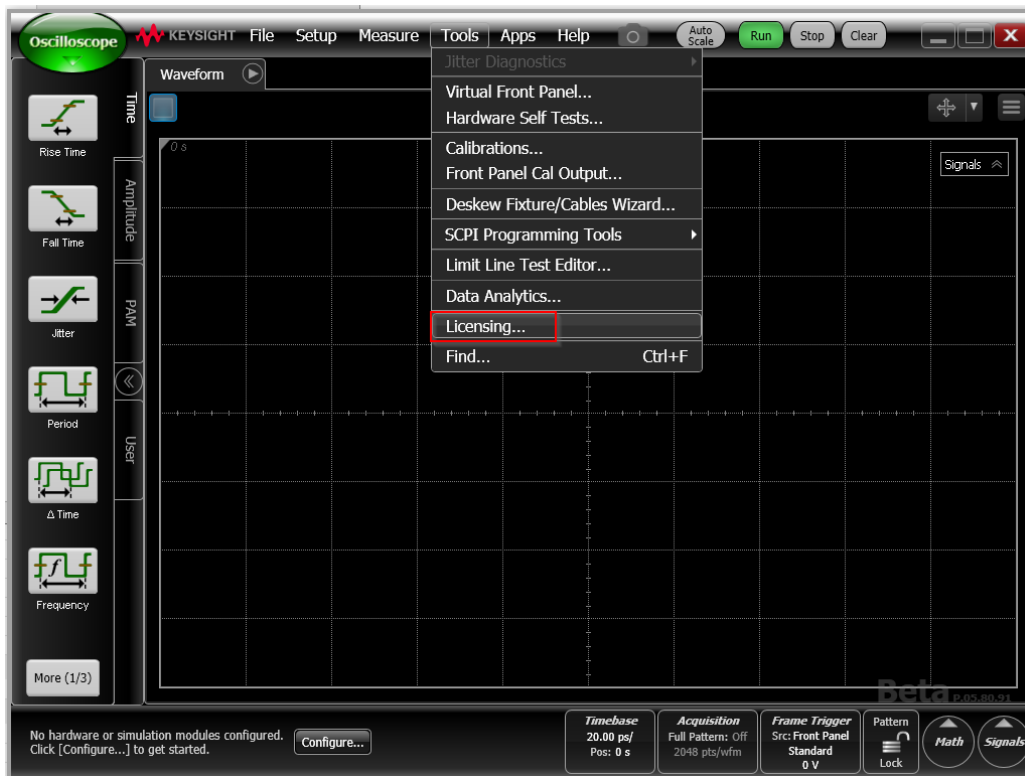 Oscilloscope
KEYSIGHT File Setup Measure Tools Apps Help Auto Scale Run Stop Clear
Waveform
Jitter Diagnostics
Virtual Front Panel...
Hardware Self Tests...
Calibrations...
Front Panel Cal Output...
Deskew Fixture/Cables Wizard...
SCPI Programming Tools
Limit Line Test Editor...
Data Analytics...
Licensing...
Find... Ctrl+F
Time
Amplitude
PAM
User
Rise Time
Fall Time
Jitter
Period
Δ Time
Frequency
More (1/3)
0 s
Signals
Beta P.05.80.91
No hardware or simulation modules configured.
Click [Configure...] to get started.
Configure...
Timebase
20.00 ps/
Pos: 0 s
Acquisition
Full Pattern: Off
2048 pts/wfm
Frame Trigger
Src: Front Panel
Standard
0 V
Pattern
Lock
Math
Signals